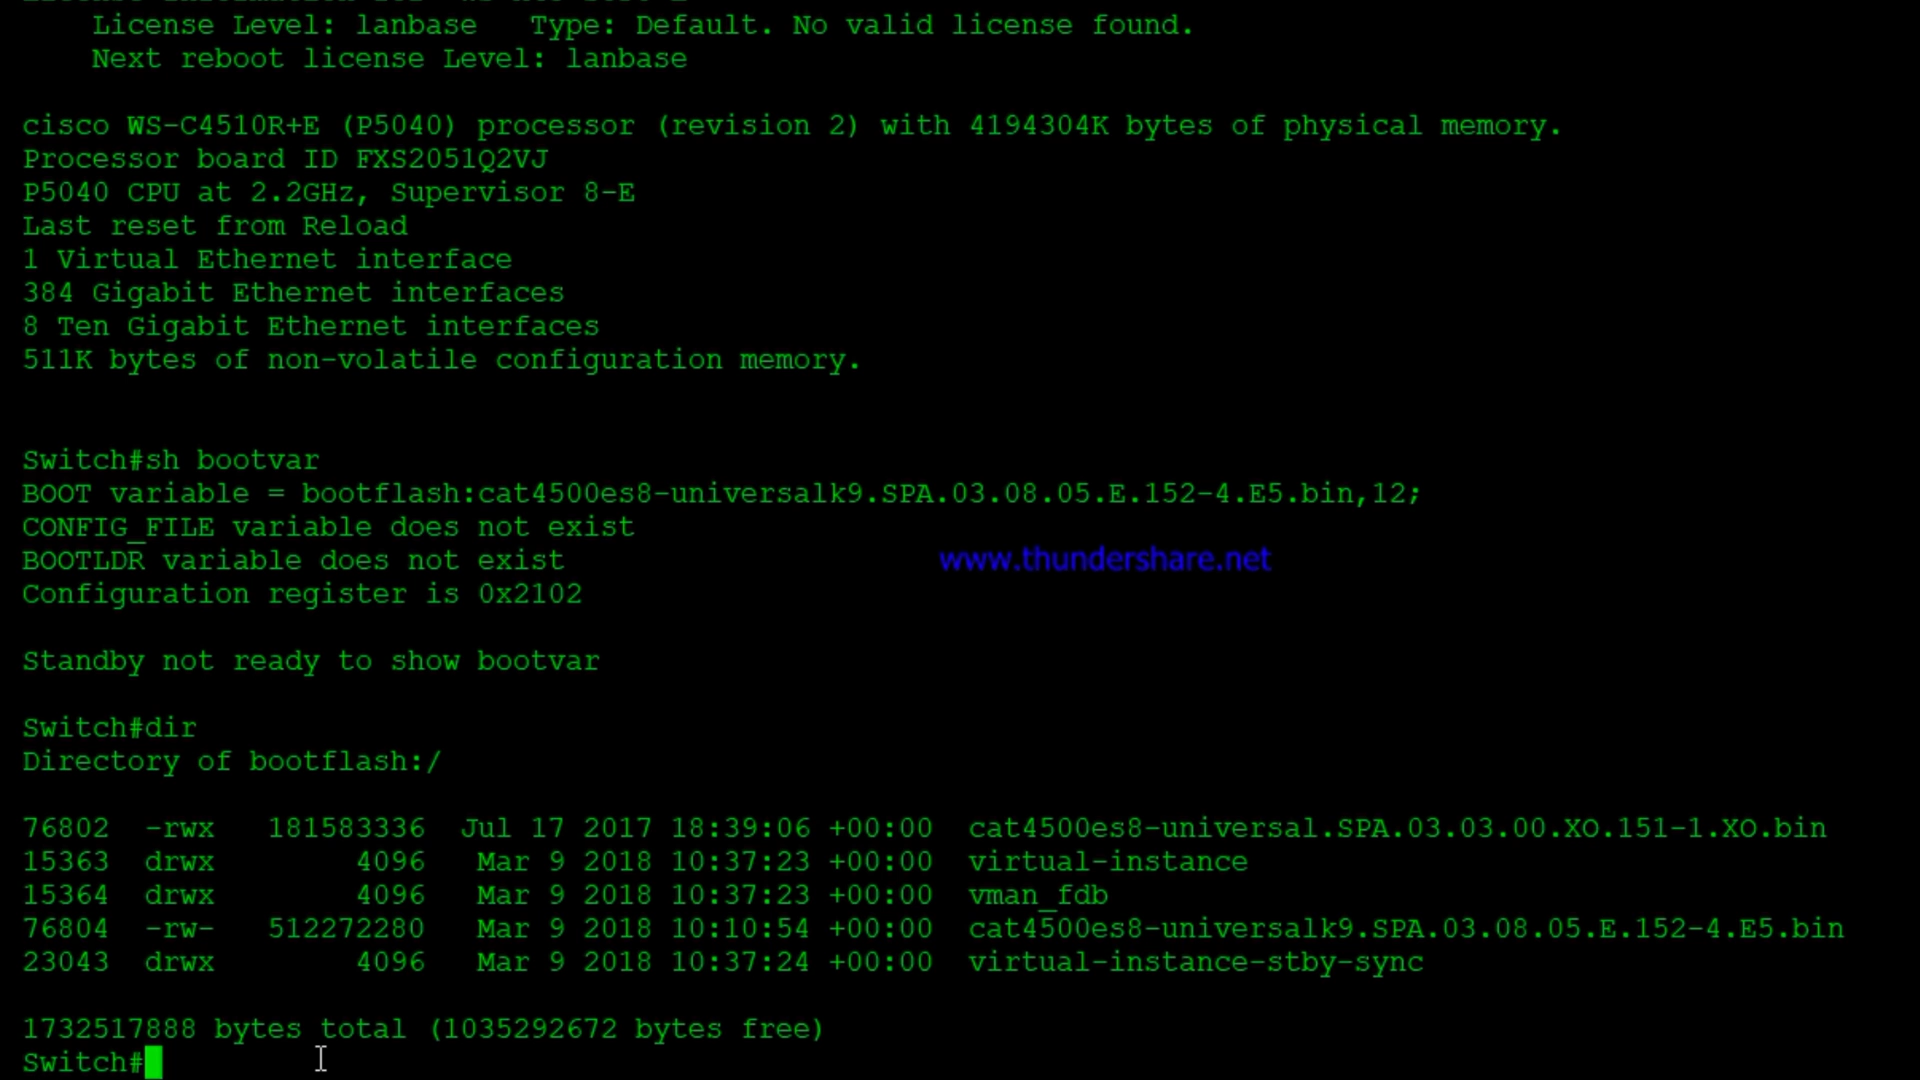 License Level: lanbase   Type: Default. No valid license found.
Next reboot license Level: lanbase
cisco WS-C4510R+E (P5040) processor (revision 2) with 4194304K bytes of physical memory.
Processor board ID FXS2051Q2VJ
P5040 CPU at 2.2GHz, Supervisor 8-E
Last reset from Reload
1 Virtual Ethernet interface
384 Gigabit Ethernet interfaces
8 Ten Gigabit Ethernet interfaces
511K bytes of non-volatile configuration memory.
Switch#sh bootvar
BOOT variable = bootflash:cat4500es8-universalk9.SPA.03.08.05.E.152-4.E5.bin,12;
CONFIG_FILE variable does not exist
BOOTLDR variable does not exist
www.thundershare.net
Configuration register is 0x2102
Standby not ready to show bootvar
Switch#dir
Directory of bootflash:/
76802  -rwx   181583336  Jul 17 2017 18:39:06 +00:00  cat4500es8-universal.SPA.03.03.00.XO.151-1.XO.bin
15363  drwx        4096   Mar 9 2018 10:37:23 +00:00  virtual-instance
15364  drwx        4096   Mar 9 2018 10:37:23 +00:00  vman_fdb
76804  -rw-   512272280   Mar 9 2018 10:10:54 +00:00  cat4500es8-universalk9.SPA.03.08.05.E.152-4.E5.bin
23043  drwx        4096   Mar 9 2018 10:37:24 +00:00  virtual-instance-stby-sync
1732517888 bytes total (1035292672 bytes free)
Switch#